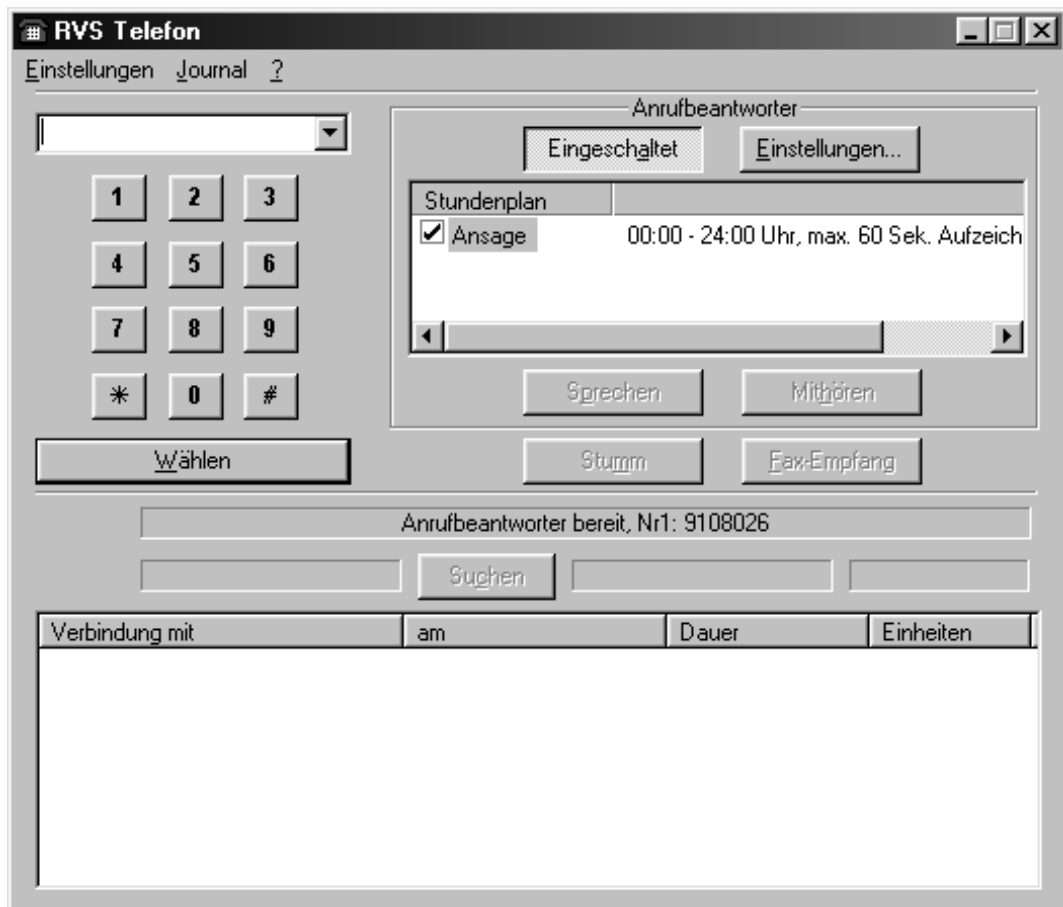 RVS Telefon
Einstellungen Journal ?
Anrufbeantworter
Eingeschaltet Einstellungen...
1 2 3
Stundenplan
Ansage 00:00 - 24:00 Uhr, max. 60 Sek. Aufzeich
4 5 6
7 8 9
* 0 #
Sprechen Mithören
Wählen Stumm Fax-Empfang
Anrufbeantworter bereit, Nr1: 9108026
Suchen
Verbindung mit am Dauer Einheiten